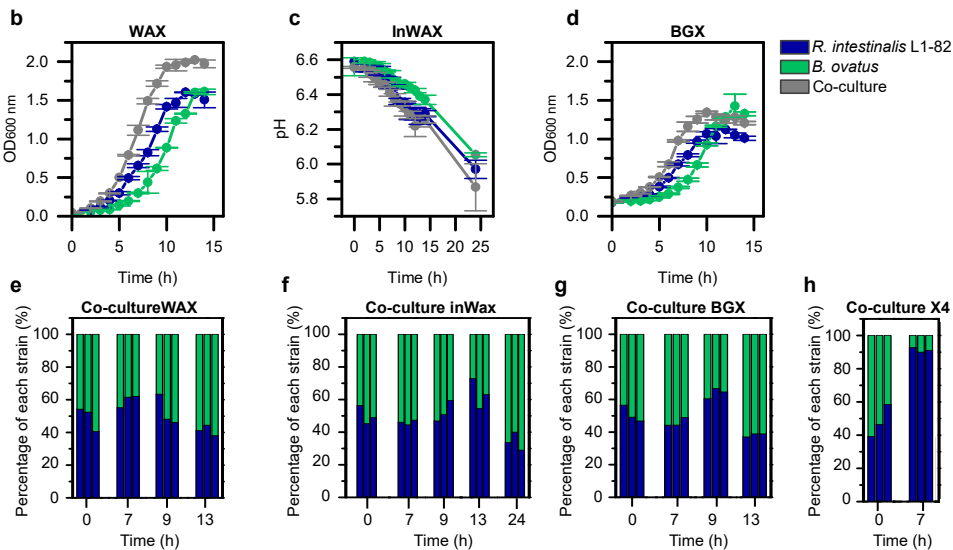 b
WAX
OD600 nm
2.0
1.5
1.0
0.5
0.0
0 5 10 15
Time (h)
c
InWAX
pH
6.6
6.4
6.2
6.0
5.8
0 5 10 15 20 25
Time (h)
d
BGX
OD600 nm
2.0
1.5
1.0
0.5
0.0
0 5 10 15
Time (h)
R. intestinalis L1-82
B. ovatus
Co-culture
e
Co-cultureWAX
Percentage of each strain (%)
100
80
60
40
20
0
0 7 9 13
Time (h)
f
Co-culture inWax
Percentage of each strain (%)
100
80
60
40
20
0
0 7 9 13 24
Time (h)
g
Co-culture BGX
Percentage of each strain (%)
100
80
60
40
20
0
0 7 9 13
Time (h)
h
Co-culture X4
Percentage of each strain (%)
100
80
60
40
20
0
0 7
Time (h)